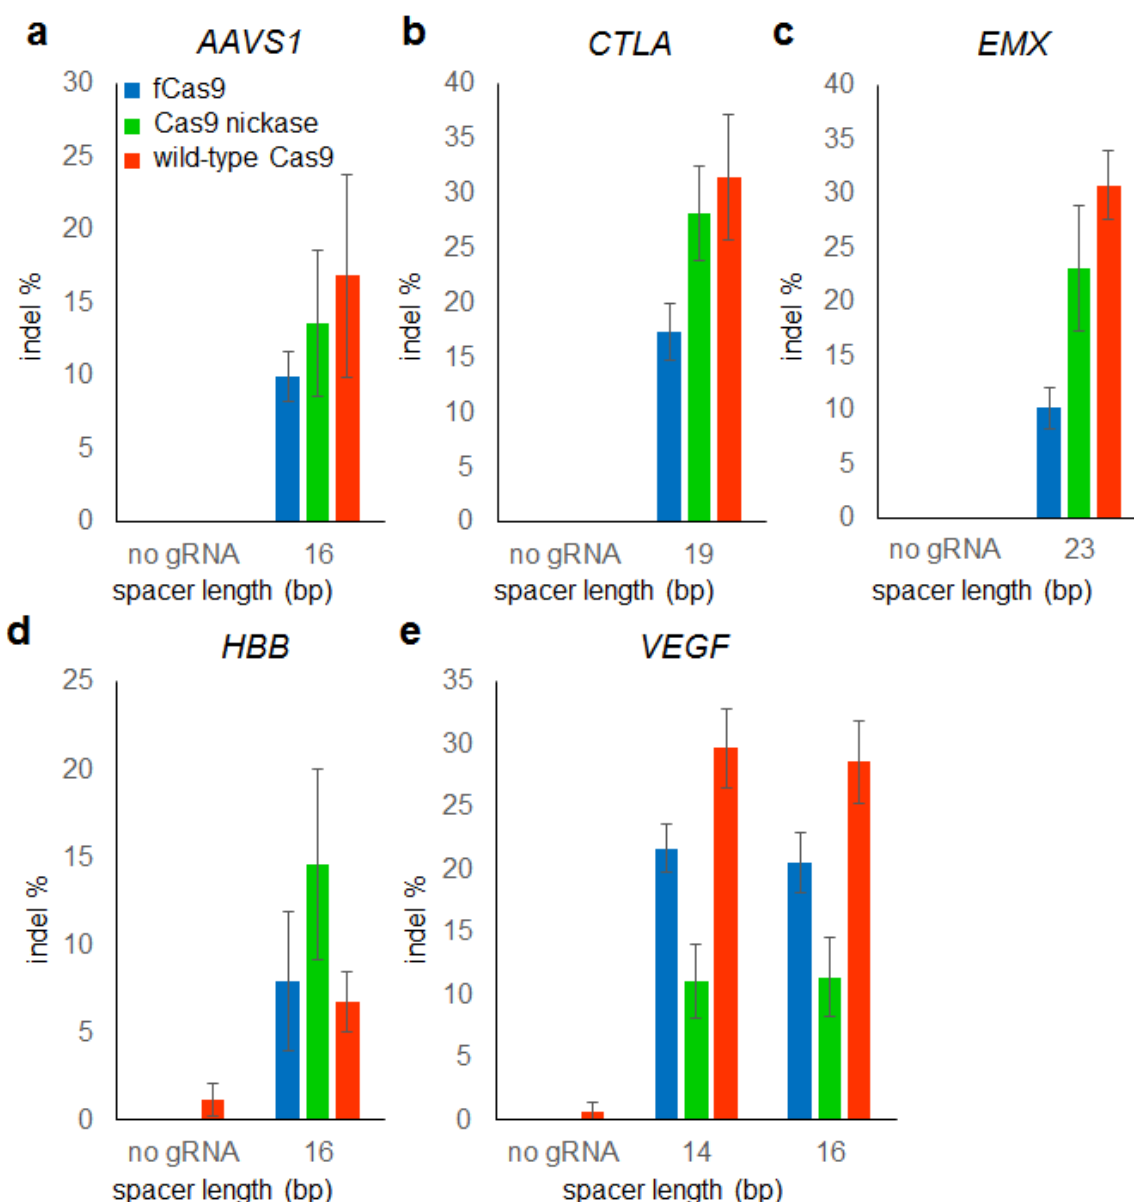 a AAVS1
30
25
20
15
10
5
0
indel %
fCas9
Cas9 nickase
wild-type Cas9
no gRNA 16
spacer length (bp)
b CTLA
40
35
30
25
20
15
10
5
0
indel %
no gRNA 19
spacer length (bp)
c EMX
40
35
30
25
20
15
10
5
0
indel %
no gRNA 23
spacer length (bp)
d HBB
25
20
15
10
5
0
indel %
no gRNA 16
spacer length (bp)
e VEGF
35
30
25
20
15
10
5
0
indel %
no gRNA 14 16
spacer length (bp)